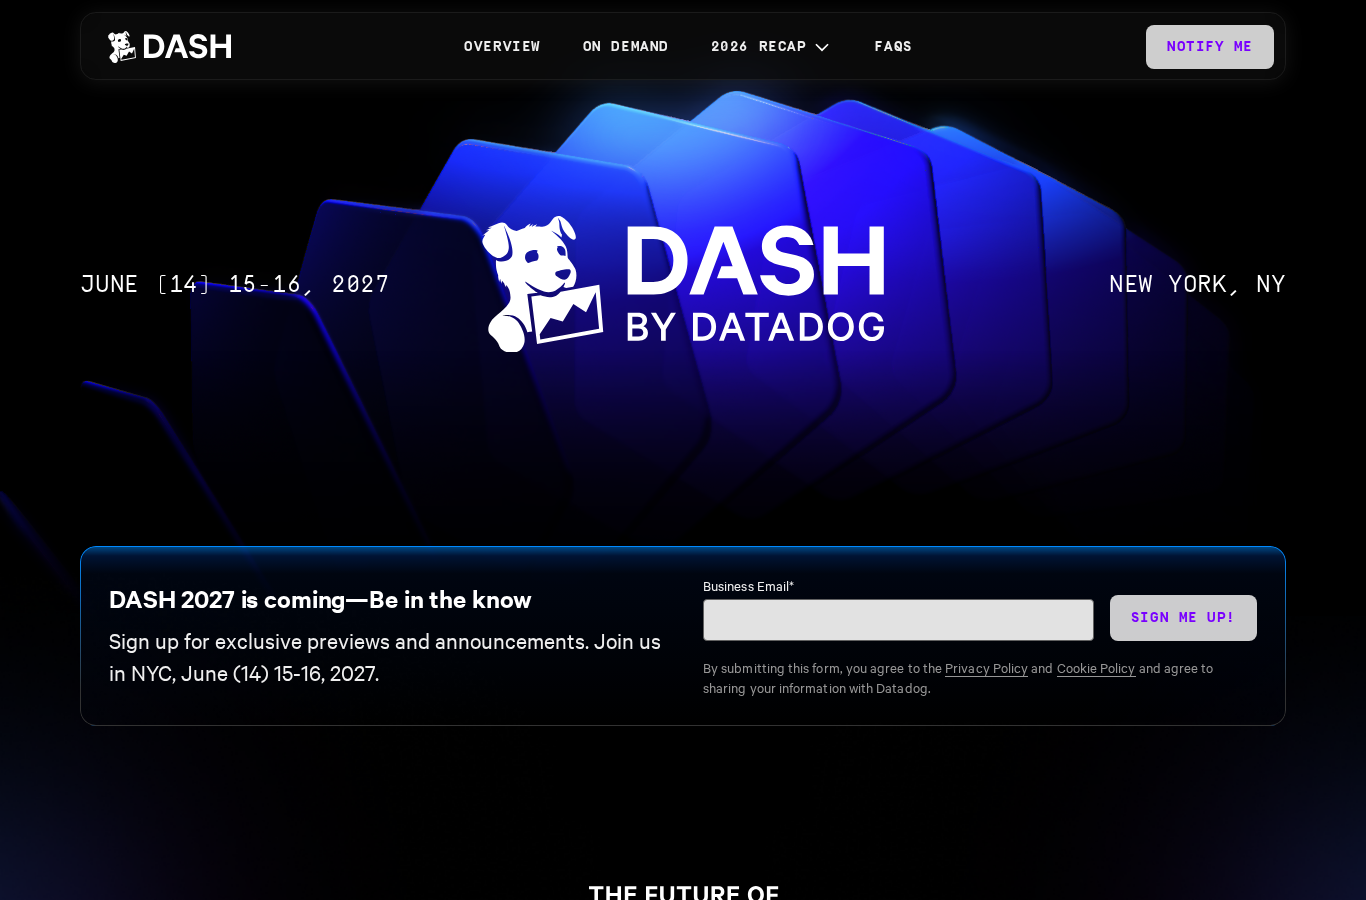 DASH
OVERVIEW
ON DEMAND
2026 RECAP
FAQS
NOTIFY ME
JUNE [14] 15-16, 2027
DASH
BY DATADOG
NEW YORK, NY
DASH 2027 is coming—Be in the know
Sign up for exclusive previews and announcements. Join us
in NYC, June (14) 15-16, 2027.
Business Email*
SIGN ME UP!
By submitting this form, you agree to the Privacy Policy and Cookie Policy and agree to
sharing your information with Datadog.
THE FUTURE OF